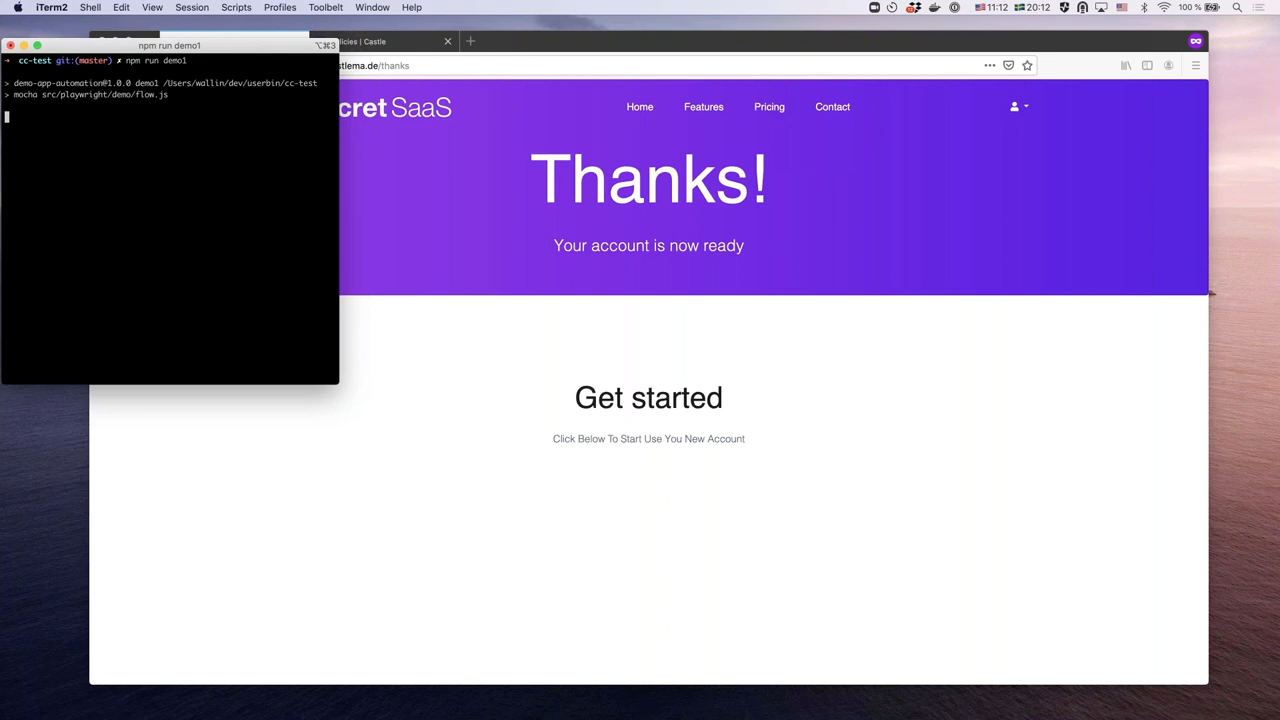 iTerm2 Shell Edit View Session Scripts Profiles Toolbelt Window Help 11:12 20:12 100 %
npm run demo1 ⌥⌘3
icies | Castle
➜ cc-test git:(master) ✗ npm run demo1
stlema.de/thanks
> demo-app-automation@1.0.0 demo1 /Users/wallin/dev/userbin/cc-test
> mocha src/playwright/demo/flow.js
cret SaaS Home Features Pricing Contact
Thanks!
Your account is now ready
Get started
Click Below To Start Use You New Account